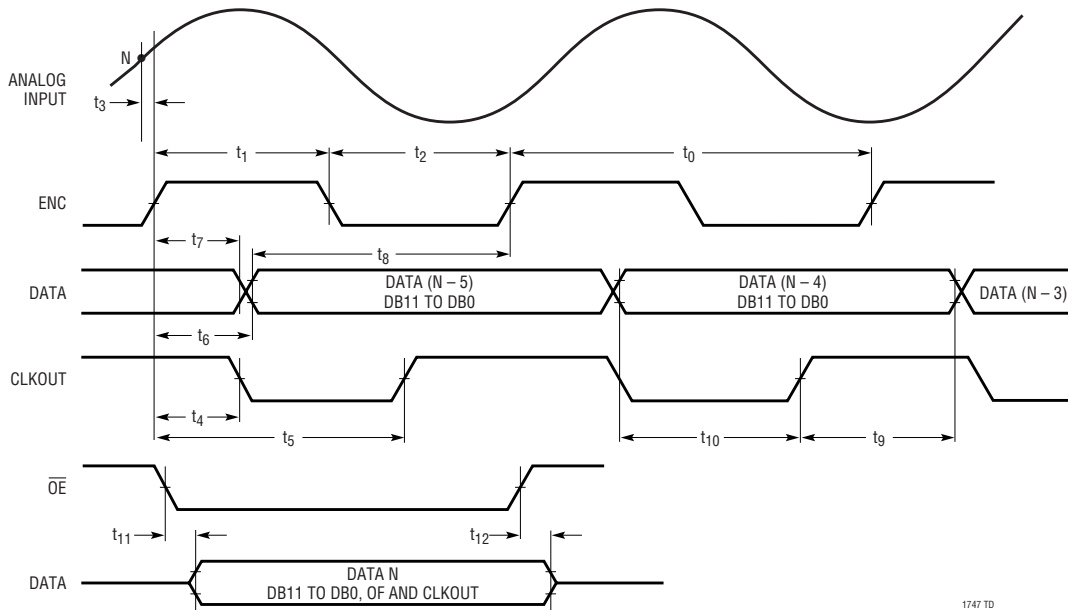 N
ANALOG
INPUT
t3
t1
t2
t0
ENC
t7
t8
DATA
DATA (N – 5)
DB11 TO DB0
DATA (N – 4)
DB11 TO DB0
DATA (N – 3)
t6
CLKOUT
t4
t5
t10
t9
OE
t11
t12
DATA
DATA N
DB11 TO DB0, OF AND CLKOUT
1747 TD